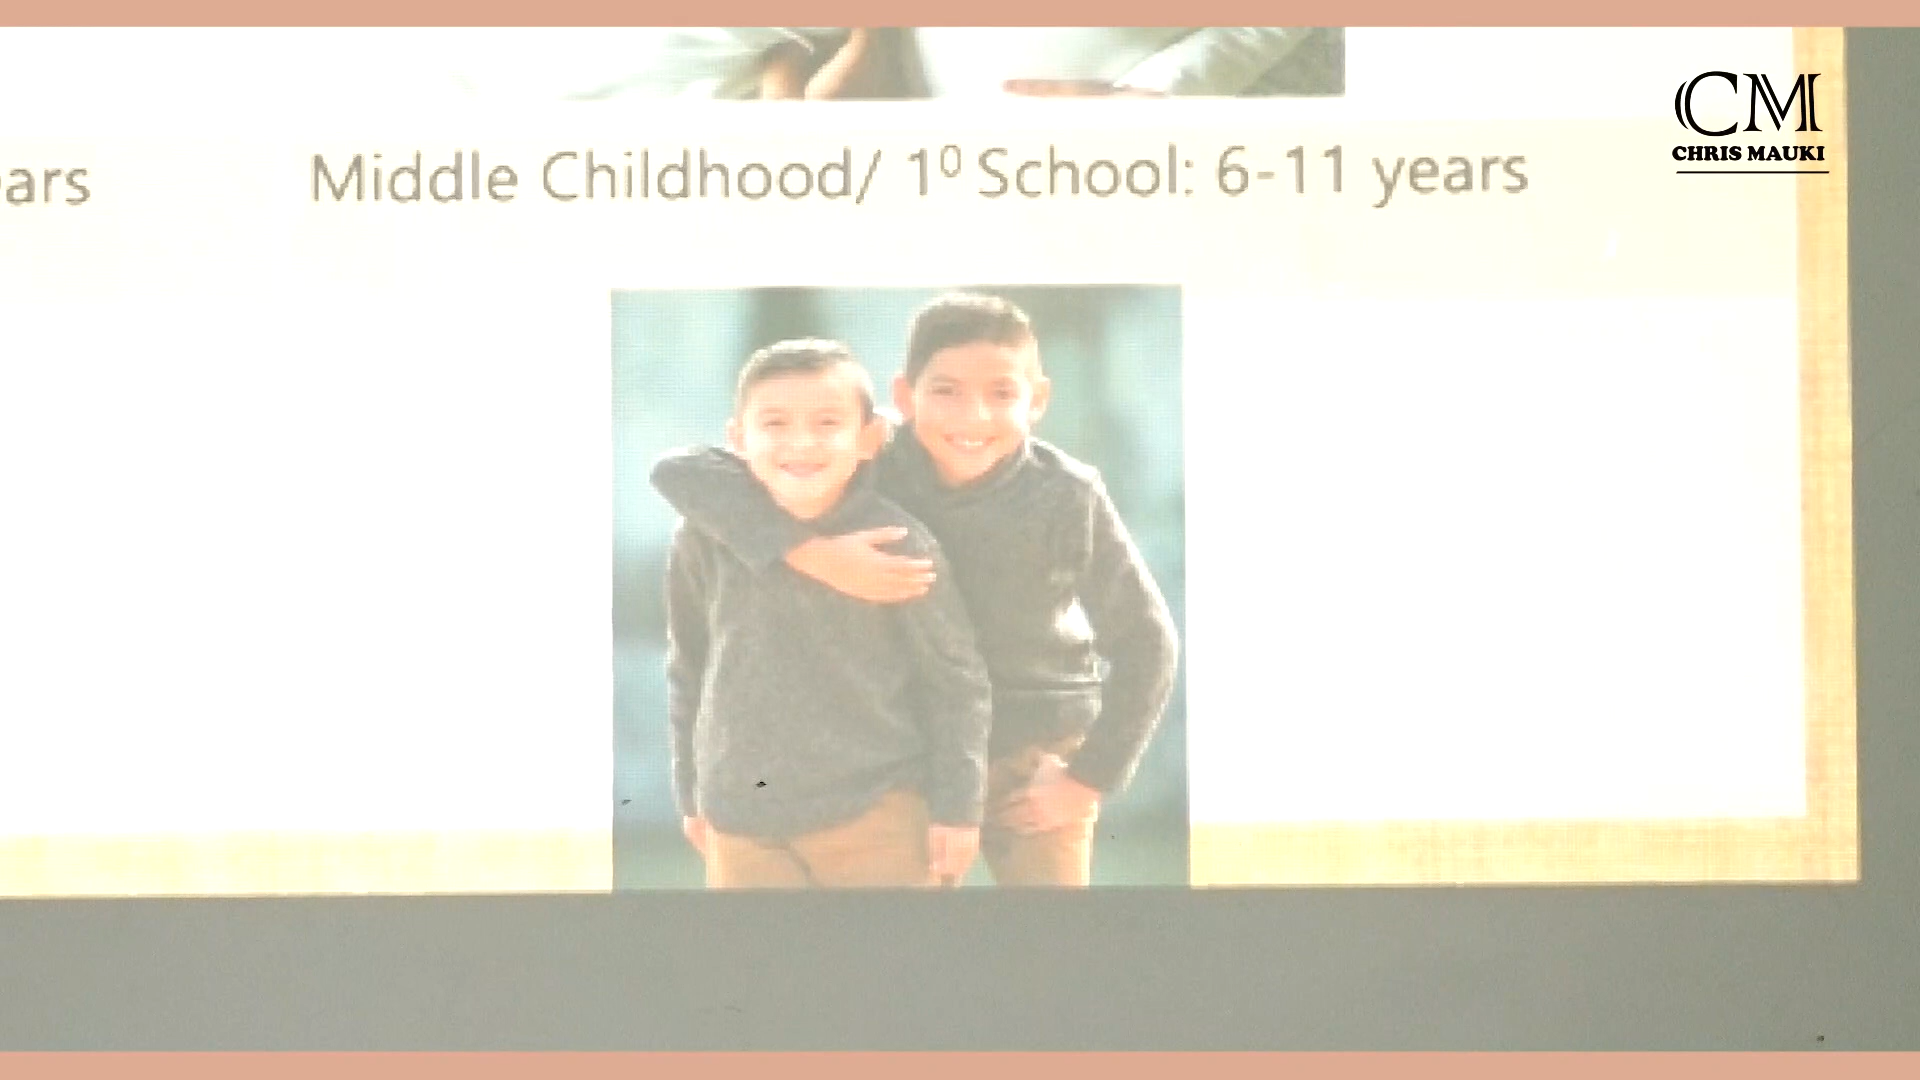 CM
CHRIS MAUKI
ars
Middle Childhood/ 1⁰ School: 6-11 years